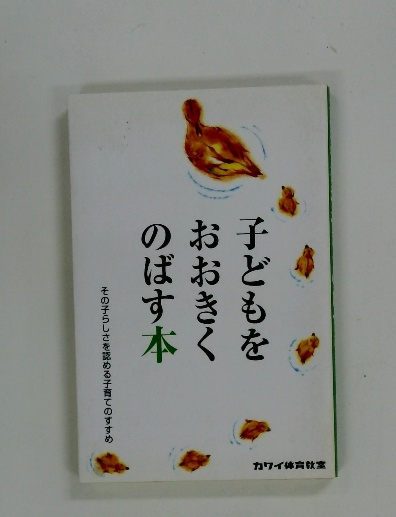 子どもを
おおきく
のばす本
その子らしさを認める子育てのすすめ
カワイ体育教室